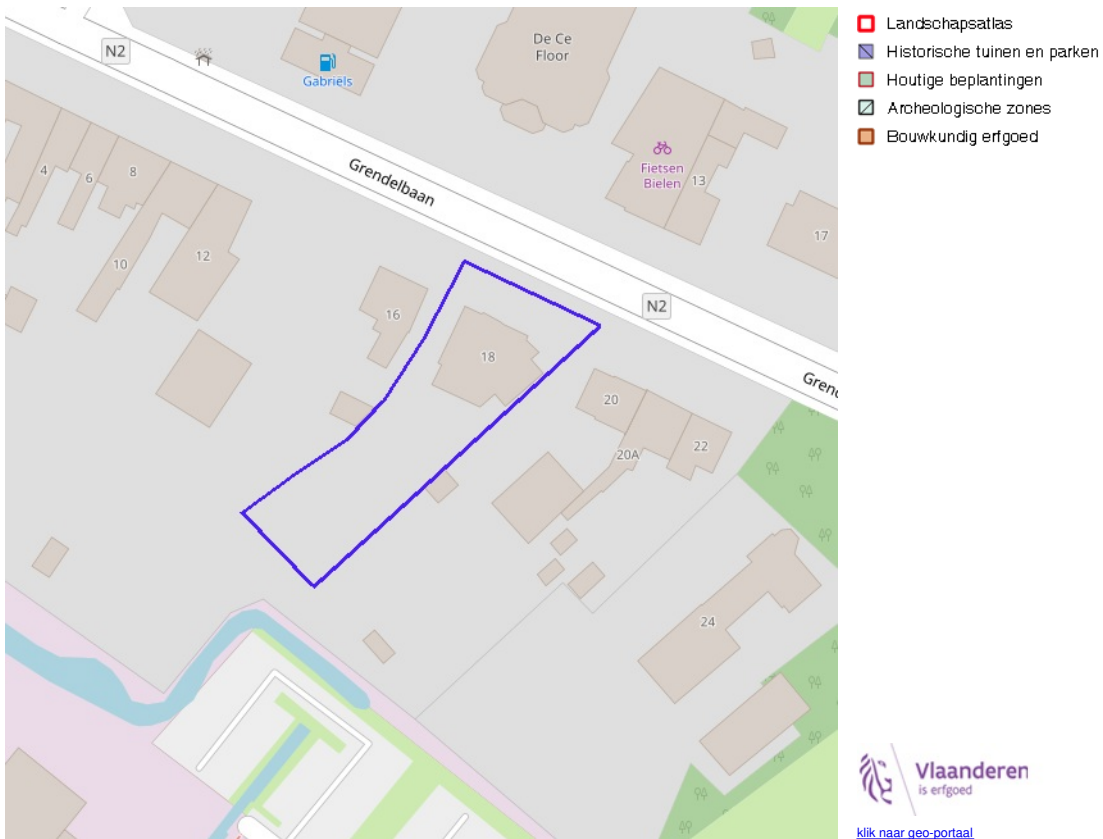 N2
Gabriëls
De Ce
Floor
Fietsen
Bielen
13
17
4
6
8
10
12
Grendelbaan
16
18
N2
Gren
20
20A
22
24
Landschapsatlas
Historische tuinen en parken
Houtige beplantingen
Archeologische zones
Bouwkundig erfgoed
Vlaanderen
is erfgoed
klik naar geo-portaal